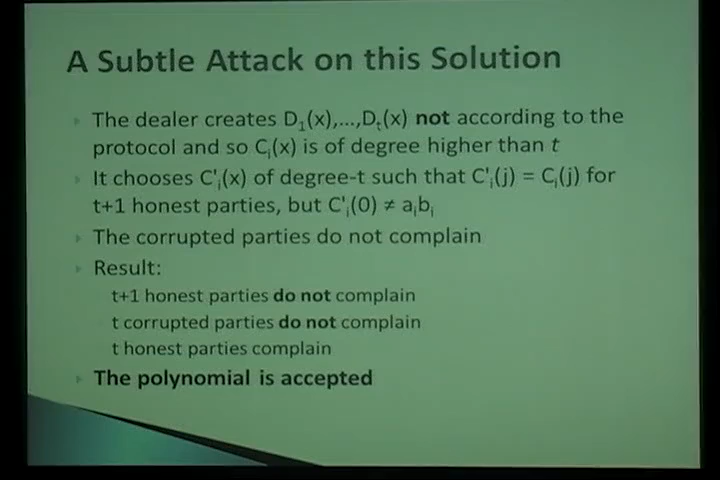 A Subtle Attack on this Solution
The dealer creates D₁(x),...,Dₜ(x) not according to the
protocol and so Cᵢ(x) is of degree higher than t
It chooses C'ᵢ(x) of degree-t such that C'ᵢ(j) = Cᵢ(j) for
t+1 honest parties, but C'ᵢ(0) ≠ aᵢbᵢ
The corrupted parties do not complain
Result:
t+1 honest parties do not complain
t corrupted parties do not complain
t honest parties complain
The polynomial is accepted